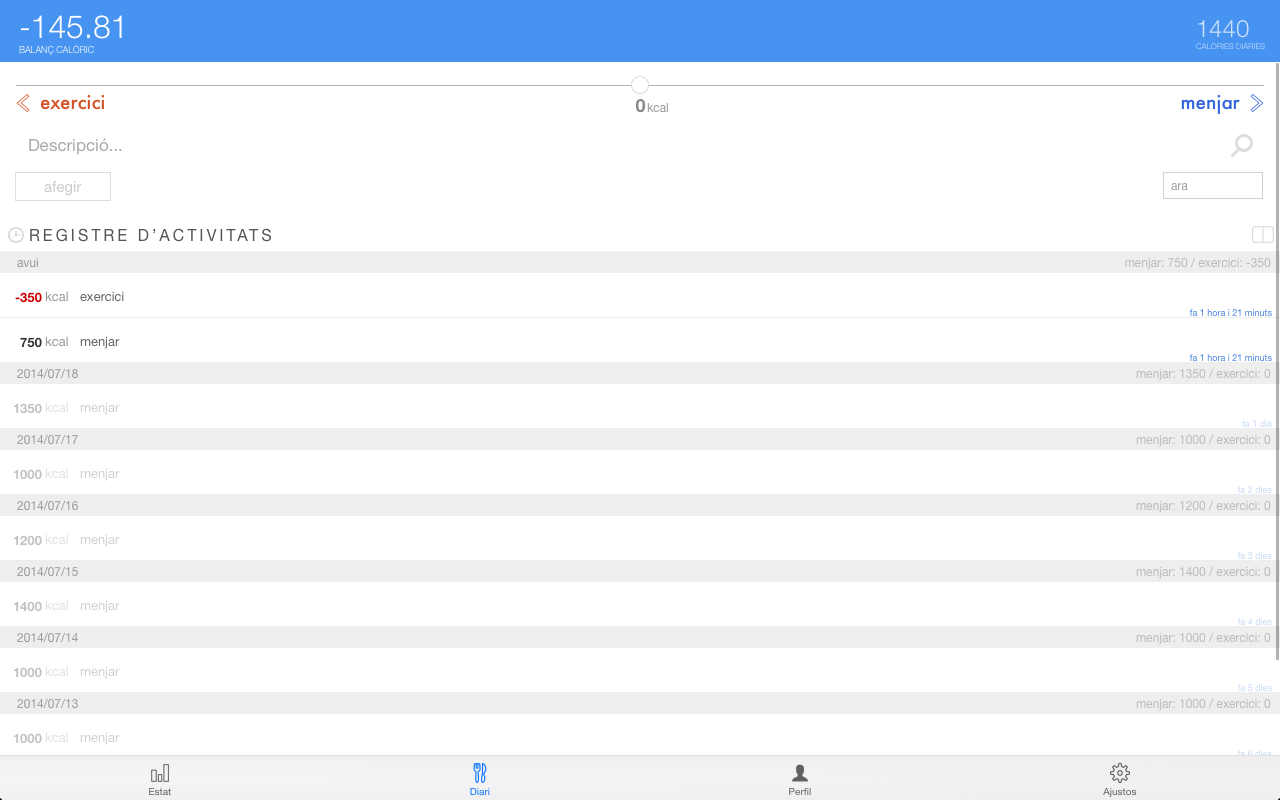 -145.81
BALANÇ CALÒRIC
1440
CALORIES DIÀRIES
exercici
0 kcal
menjar
Descripció...
afegir
ara
REGISTRE D'ACTIVITATS
avui menjar: 750 / exercici: -350
-350 kcal exercici
fa 1 hora i 21 minuts
750 kcal menjar
fa 1 hora i 21 minuts
2014/07/18 menjar: 1350 / exercici: 0
1350 kcal menjar
fa 1 dia
2014/07/17 menjar: 1000 / exercici: 0
1000 kcal menjar
fa 2 dies
2014/07/16 menjar: 1200 / exercici: 0
1200 kcal menjar
fa 3 dies
2014/07/15 menjar: 1400 / exercici: 0
1400 kcal menjar
fa 4 dies
2014/07/14 menjar: 1000 / exercici: 0
1000 kcal menjar
fa 5 dies
2014/07/13 menjar: 1000 / exercici: 0
1000 kcal menjar
fa 6 dies
Estat Diari Perfil Ajustos